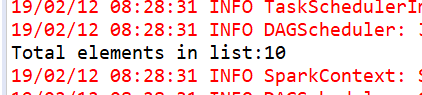 19/02/12 08:28:31 INFO
19/02/12 08:28:31 INFO DAGScheduler:
Total elements in list:10
19/02/12 08:28:31 INFO SparkContext: